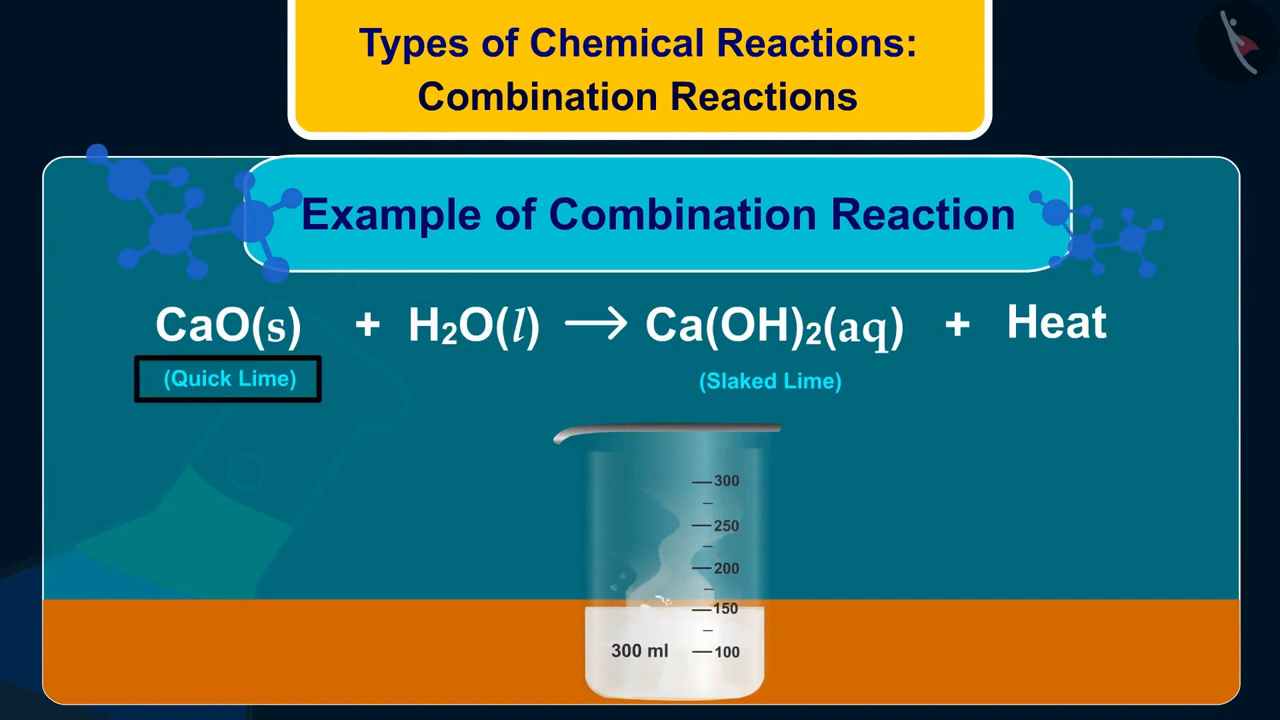 Types of Chemical Reactions:
Combination Reactions
Example of Combination Reaction
CaO(s) + H₂O(l) → Ca(OH)₂(aq) + Heat
(Quick Lime) (Slaked Lime)
300
250
200
150
300 ml 100